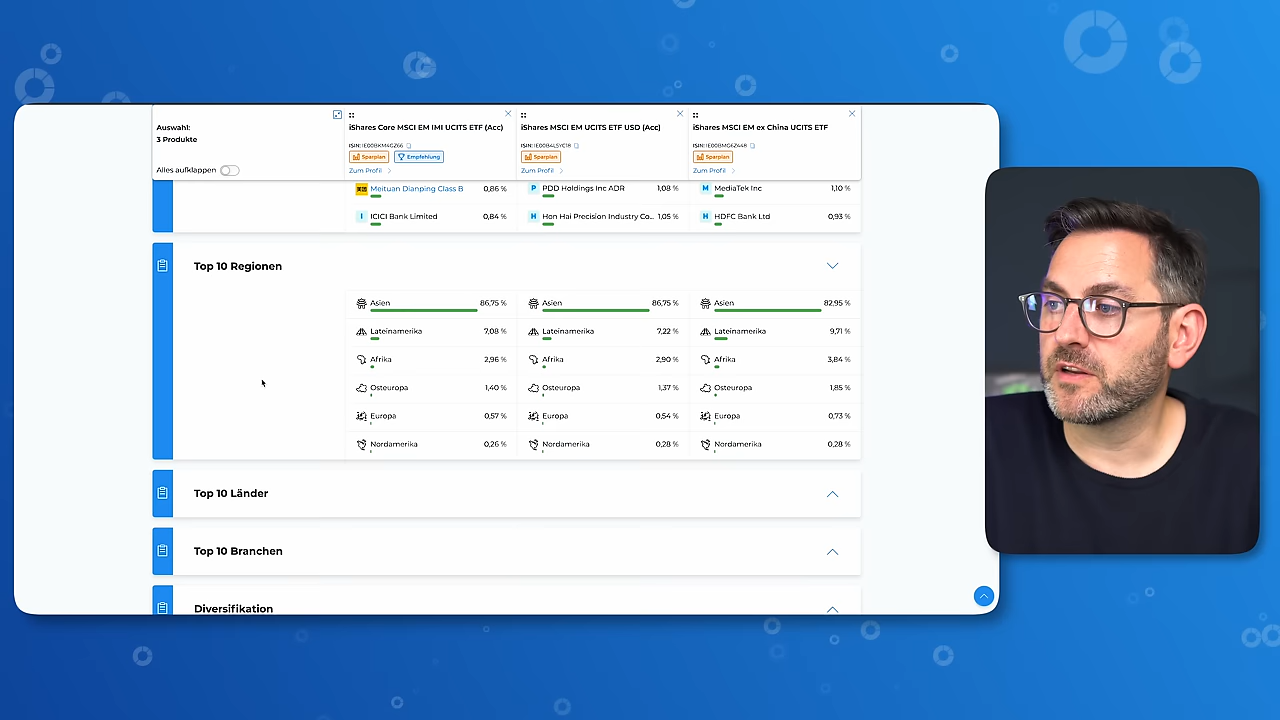 Auswahl:
3 Produkte
Alles aufklappen
iShares Core MSCI EM IMI UCITS ETF (Acc)
ISIN: IE00BKM4GZ66
Sparplan
Empfehlung
Zum Profil
iShares MSCI EM UCITS ETF USD (Acc)
ISIN: IE00B4L5YC18
Sparplan
Zum Profil
iShares MSCI EM ex China UCITS ETF
ISIN: IE00BMG6Z448
Sparplan
Zum Profil
Meituan Dianping Class B 0,86 %
P PDD Holdings Inc ADR 1,08 %
M MediaTek Inc 1,10 %
I ICICI Bank Limited 0,84 %
H Hon Hai Precision Industry Co... 1,05 %
H HDFC Bank Ltd 0,93 %
Top 10 Regionen
Asien 86,75 % Asien 86,75 % Asien 82,95 %
Lateinamerika 7,08 % Lateinamerika 7,22 % Lateinamerika 9,71 %
Afrika 2,96 % Afrika 2,90 % Afrika 3,84 %
Osteuropa 1,40 % Osteuropa 1,37 % Osteuropa 1,85 %
Europa 0,57 % Europa 0,54 % Europa 0,73 %
Nordamerika 0,26 % Nordamerika 0,28 % Nordamerika 0,28 %
Top 10 Länder
Top 10 Branchen
Diversifikation